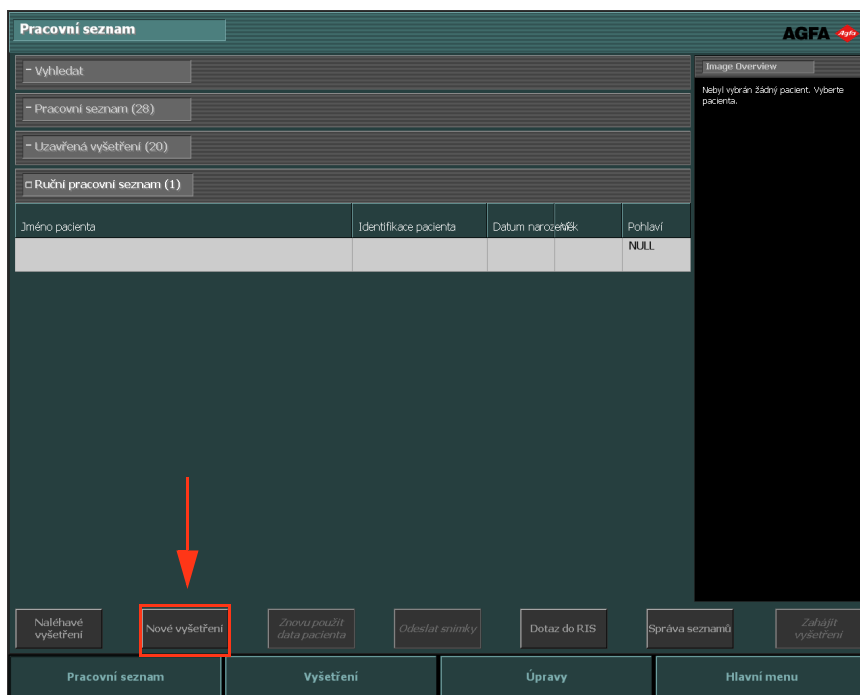 Pracovní seznam
AGFA Agfa
- Vyhledat
- Pracovní seznam (28)
- Uzavřená vyšetření (20)
Ruční pracovní seznam (1)
Image Overview
Nebyl vybrán žádný pacient. Vyberte
pacienta.
Jméno pacienta Identifikace pacienta Datum narození Věk Pohlaví
NULL
Naléhavé
vyšetření
Nové vyšetření
Znovu použít
data pacienta
Odeslat snímky
Dotaz do RIS
Správa seznamů
Zahájit
vyšetření
Pracovní seznam Vyšetření Úpravy Hlavní menu